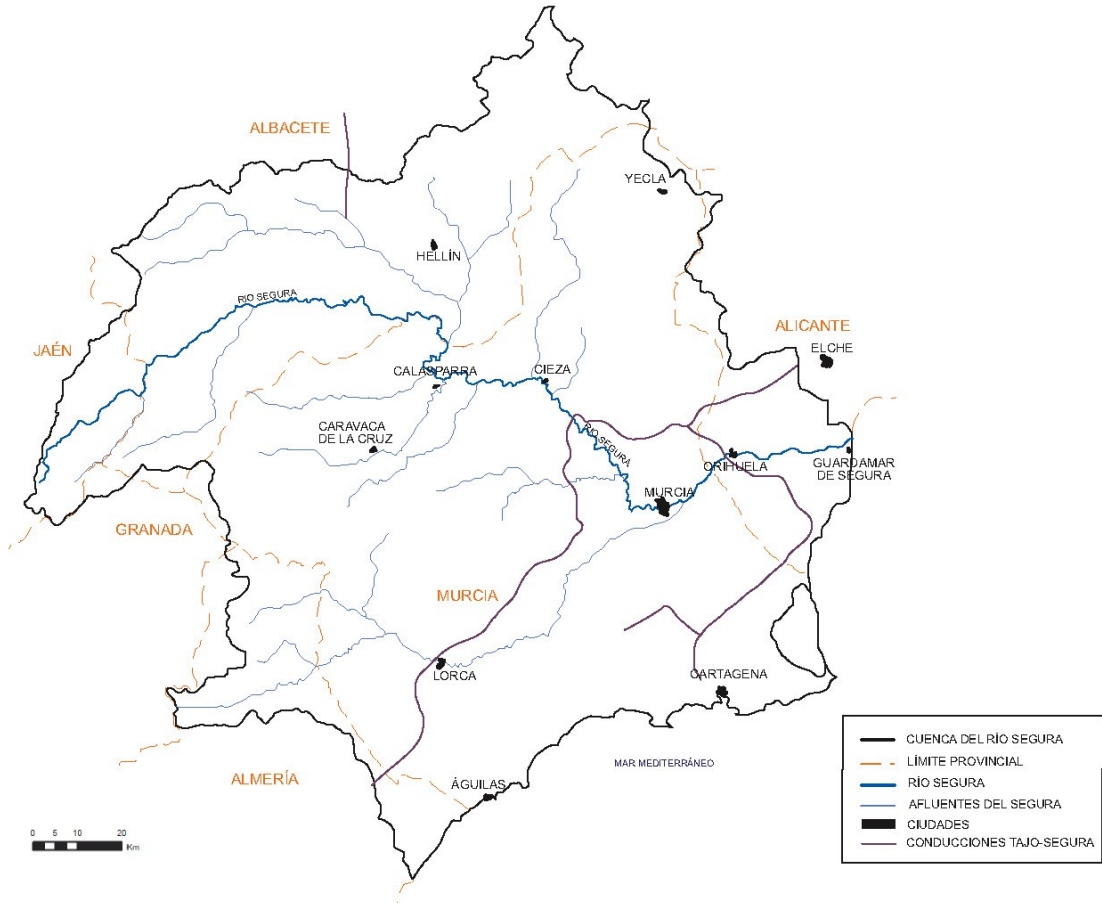 ALBACETE
YECLA
HELLÍN
RIO SEGURA
ALICANTE
ELCHE
JAÉN
CALASPARRA
CIEZA
CARAVACA
DE LA CRUZ
RIO SEGURA
ORIHUELA
GUARDAMAR
DE SEGURA
MURCIA
GRANADA
MURCIA
LORCA
CARTAGENA
MAR MEDITERRÁNEO
ALMERÍA
ÁGUILAS
0 5 10 20
Km
CUENCA DEL RÍO SEGURA
LÍMITE PROVINCIAL
RÍO SEGURA
AFLUENTES DEL SEGURA
CIUDADES
CONDUCCIONES TAJO-SEGURA